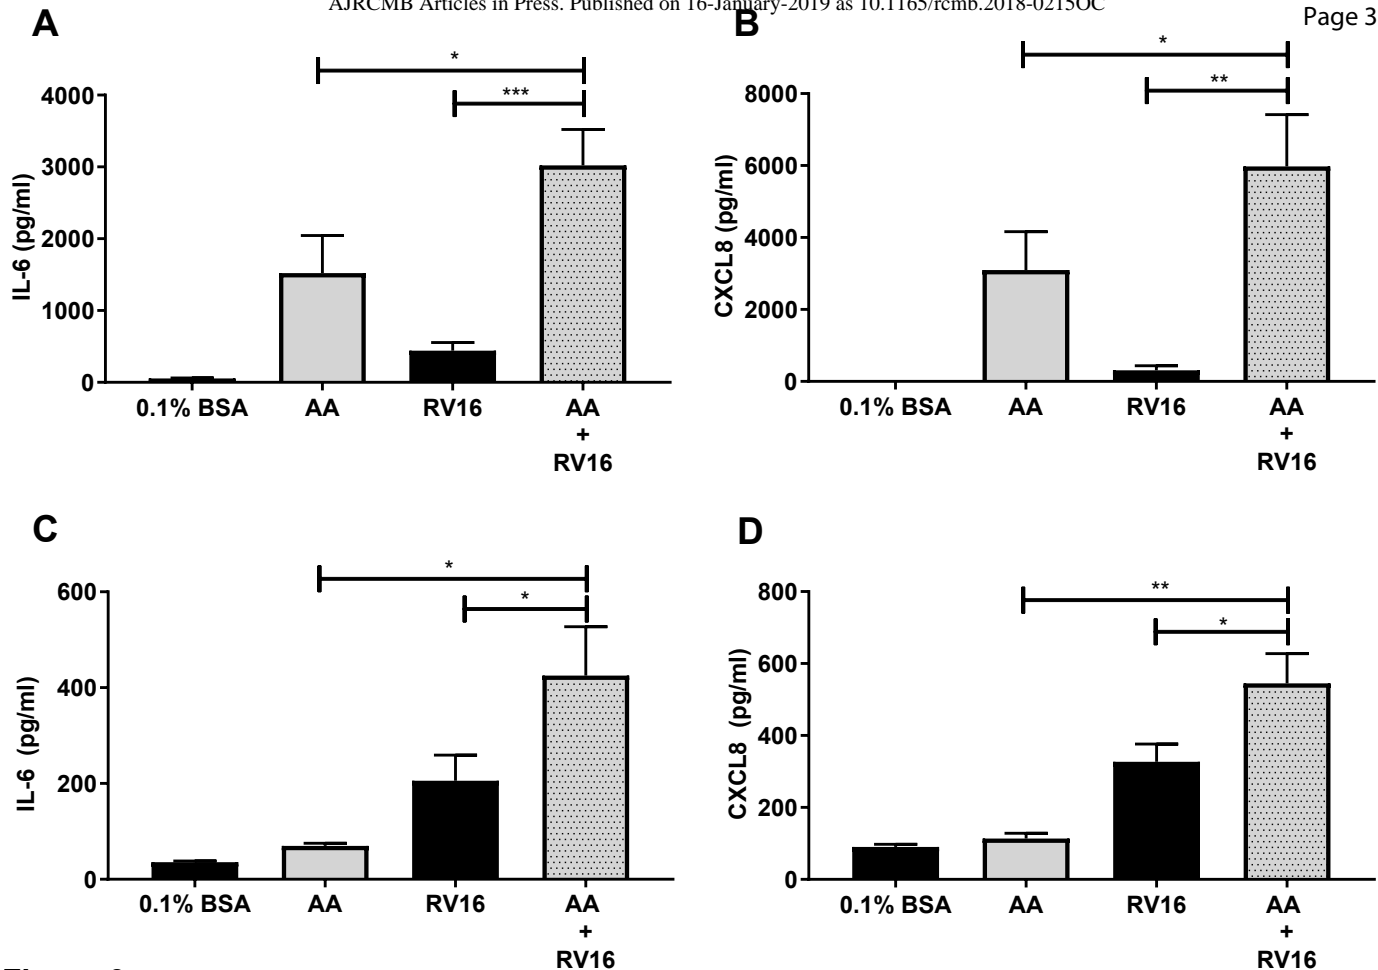 AJRCMB Articles in Press. Published on 16-January-2019 as 10.1165/rcmb.2018-0215OC
Page 3
A
*
***
4000
3000
2000
1000
0
IL-6 (pg/ml)
0.1% BSA AA RV16 AA
+
RV16
B
*
**
8000
6000
4000
2000
0
CXCL8 (pg/ml)
0.1% BSA AA RV16 AA
+
RV16
C
*
*
600
400
200
0
IL-6 (pg/ml)
0.1% BSA AA RV16 AA
+
RV16
D
**
*
800
600
400
200
0
CXCL8 (pg/ml)
0.1% BSA AA RV16 AA
+
RV16